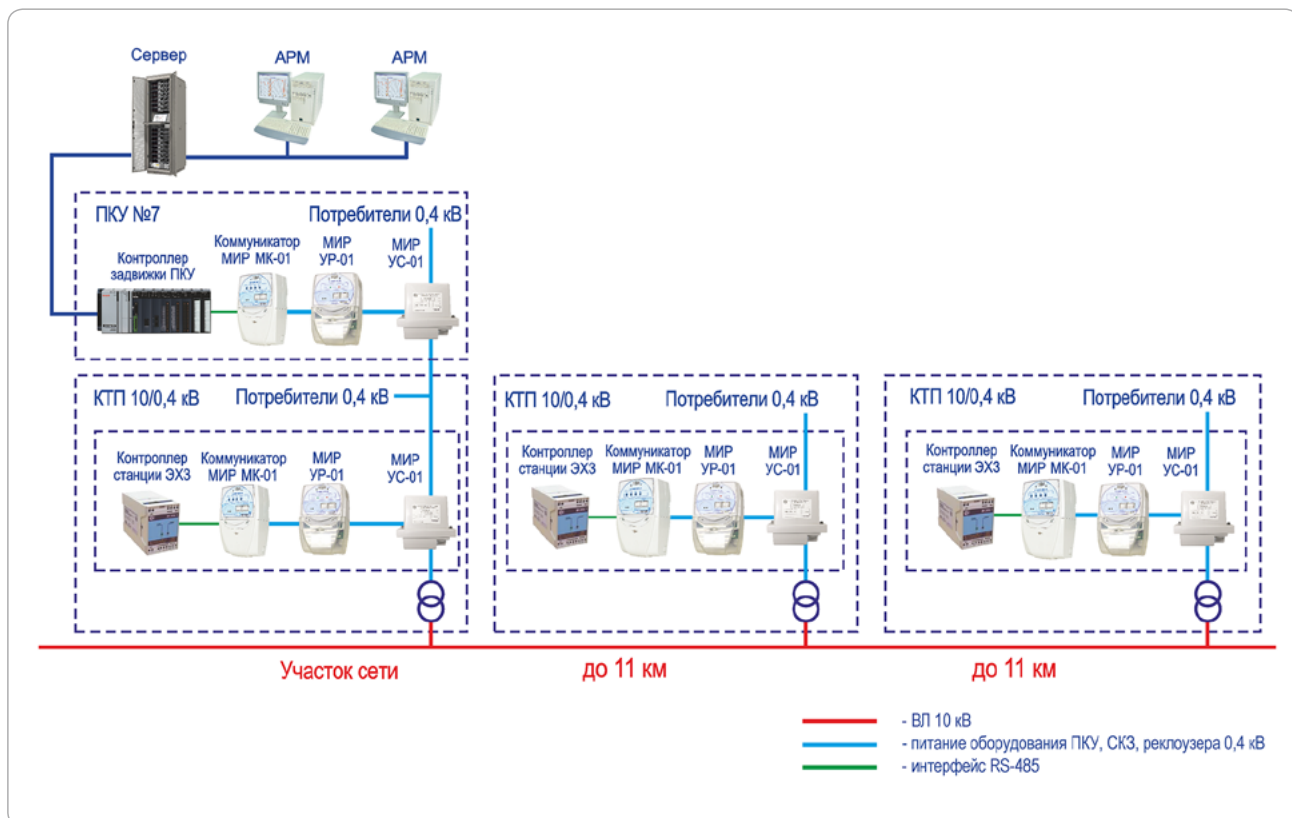 Сервер
АРМ
АРМ
ПКУ №7
Потребители 0,4 кВ
Контроллер
задвижки ПКУ
Коммуникатор
МИР МК-01
МИР
УР-01
МИР
УС-01
КТП 10/0,4 кВ
Потребители 0,4 кВ
Контроллер
станции ЭХЗ
Коммуникатор
МИР МК-01
МИР
УР-01
МИР
УС-01
КТП 10/0,4 кВ
Потребители 0,4 кВ
Контроллер
станции ЭХЗ
Коммуникатор
МИР МК-01
МИР
УР-01
МИР
УС-01
КТП 10/0,4 кВ
Потребители 0,4 кВ
Контроллер
станции ЭХЗ
Коммуникатор
МИР МК-01
МИР
УР-01
МИР
УС-01
Участок сети
до 11 км
до 11 км
- ВЛ 10 кВ
- питание оборудования ПКУ, СКЗ, реклоузера 0,4 кВ
- интерфейс RS-485